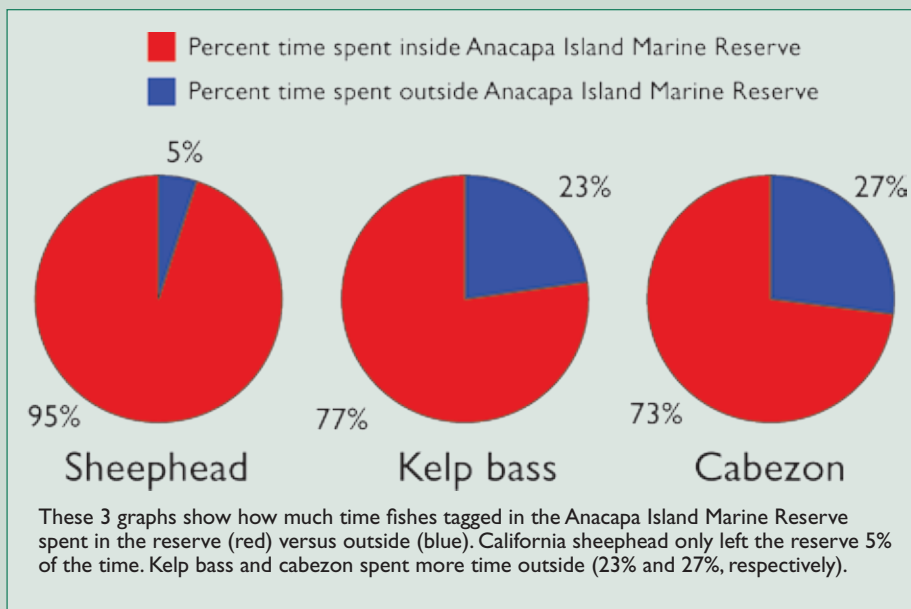 Percent time spent inside Anacapa Island Marine Reserve
Percent time spent outside Anacapa Island Marine Reserve
5%
23%
27%
95%
77%
73%
Sheephead
Kelp bass
Cabezon
These 3 graphs show how much time fishes tagged in the Anacapa Island Marine Reserve
spent in the reserve (red) versus outside (blue). California sheephead only left the reserve 5%
of the time. Kelp bass and cabezon spent more time outside (23% and 27%, respectively).